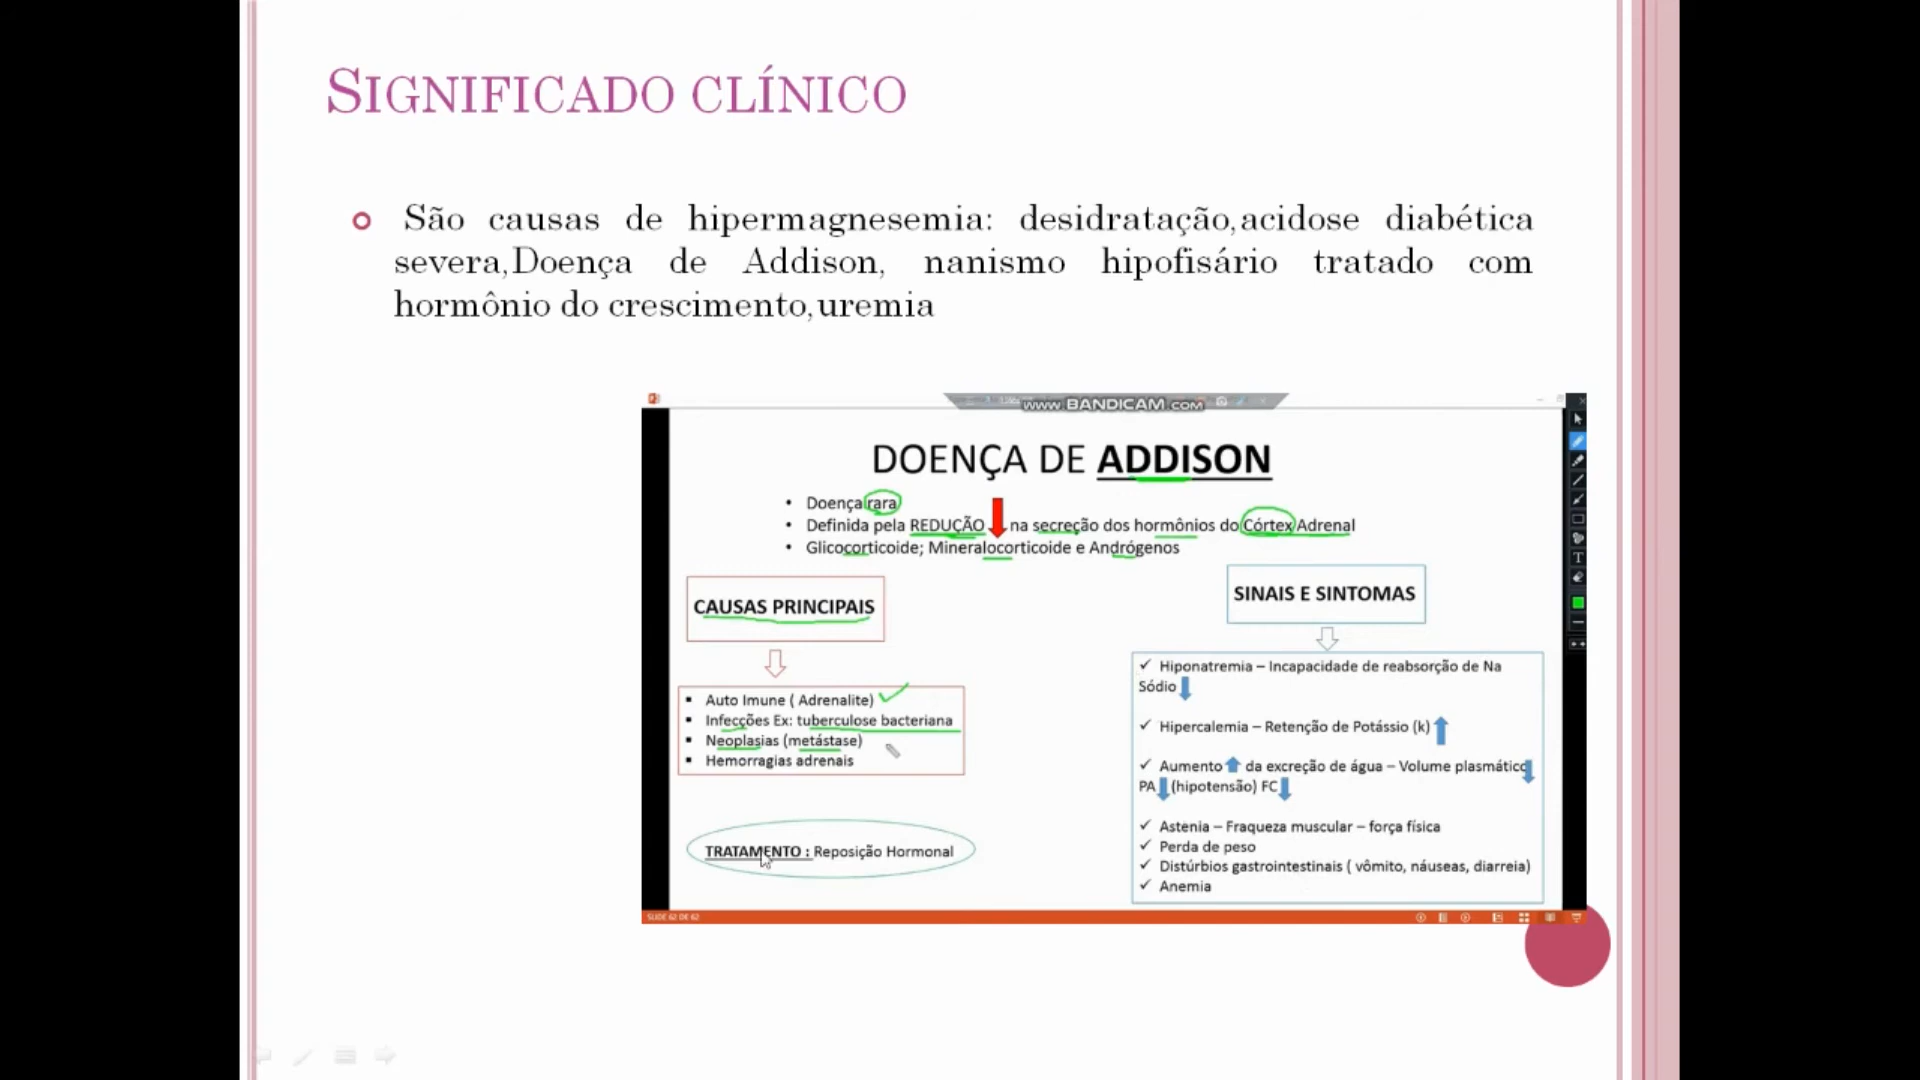 SIGNIFICADO CLÍNICO
São causas de hipermagnesemia: desidratação,acidose diabética
severa,Doença de Addison, nanismo hipofisário tratado com
hormônio do crescimento,uremia
www.BANDICAM.com
DOENÇA DE ADDISON
• Doença rara
• Definida pela REDUÇÃO na secreção dos hormônios do Córtex Adrenal
• Glicocorticoide; Mineralocorticoide e Andrógenos
CAUSAS PRINCIPAIS
▪ Auto Imune ( Adrenalite)
▪ Infecções Ex: tuberculose bacteriana
▪ Neoplasias (metástase)
▪ Hemorragias adrenais
TRATAMENTO : Reposição Hormonal
SINAIS E SINTOMAS
✓ Hiponatremia – Incapacidade de reabsorção de Na
Sódio
✓ Hipercalemia – Retenção de Potássio (k)
✓ Aumento da excreção de água – Volume plasmático
PA (hipotensão) FC
✓ Astenia – Fraqueza muscular – força física
✓ Perda de peso
✓ Distúrbios gastrointestinais ( vômito, náuseas, diarreia)
✓ Anemia
SLIDE 62 DE 62